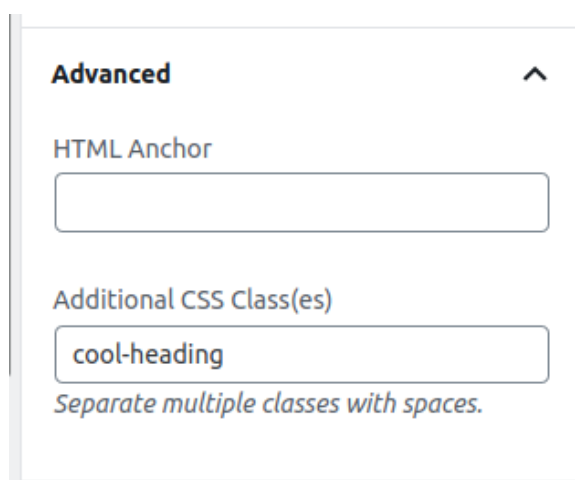 Advanced
HTML Anchor
Additional CSS Class(es)
cool-heading
Separate multiple classes with spaces.